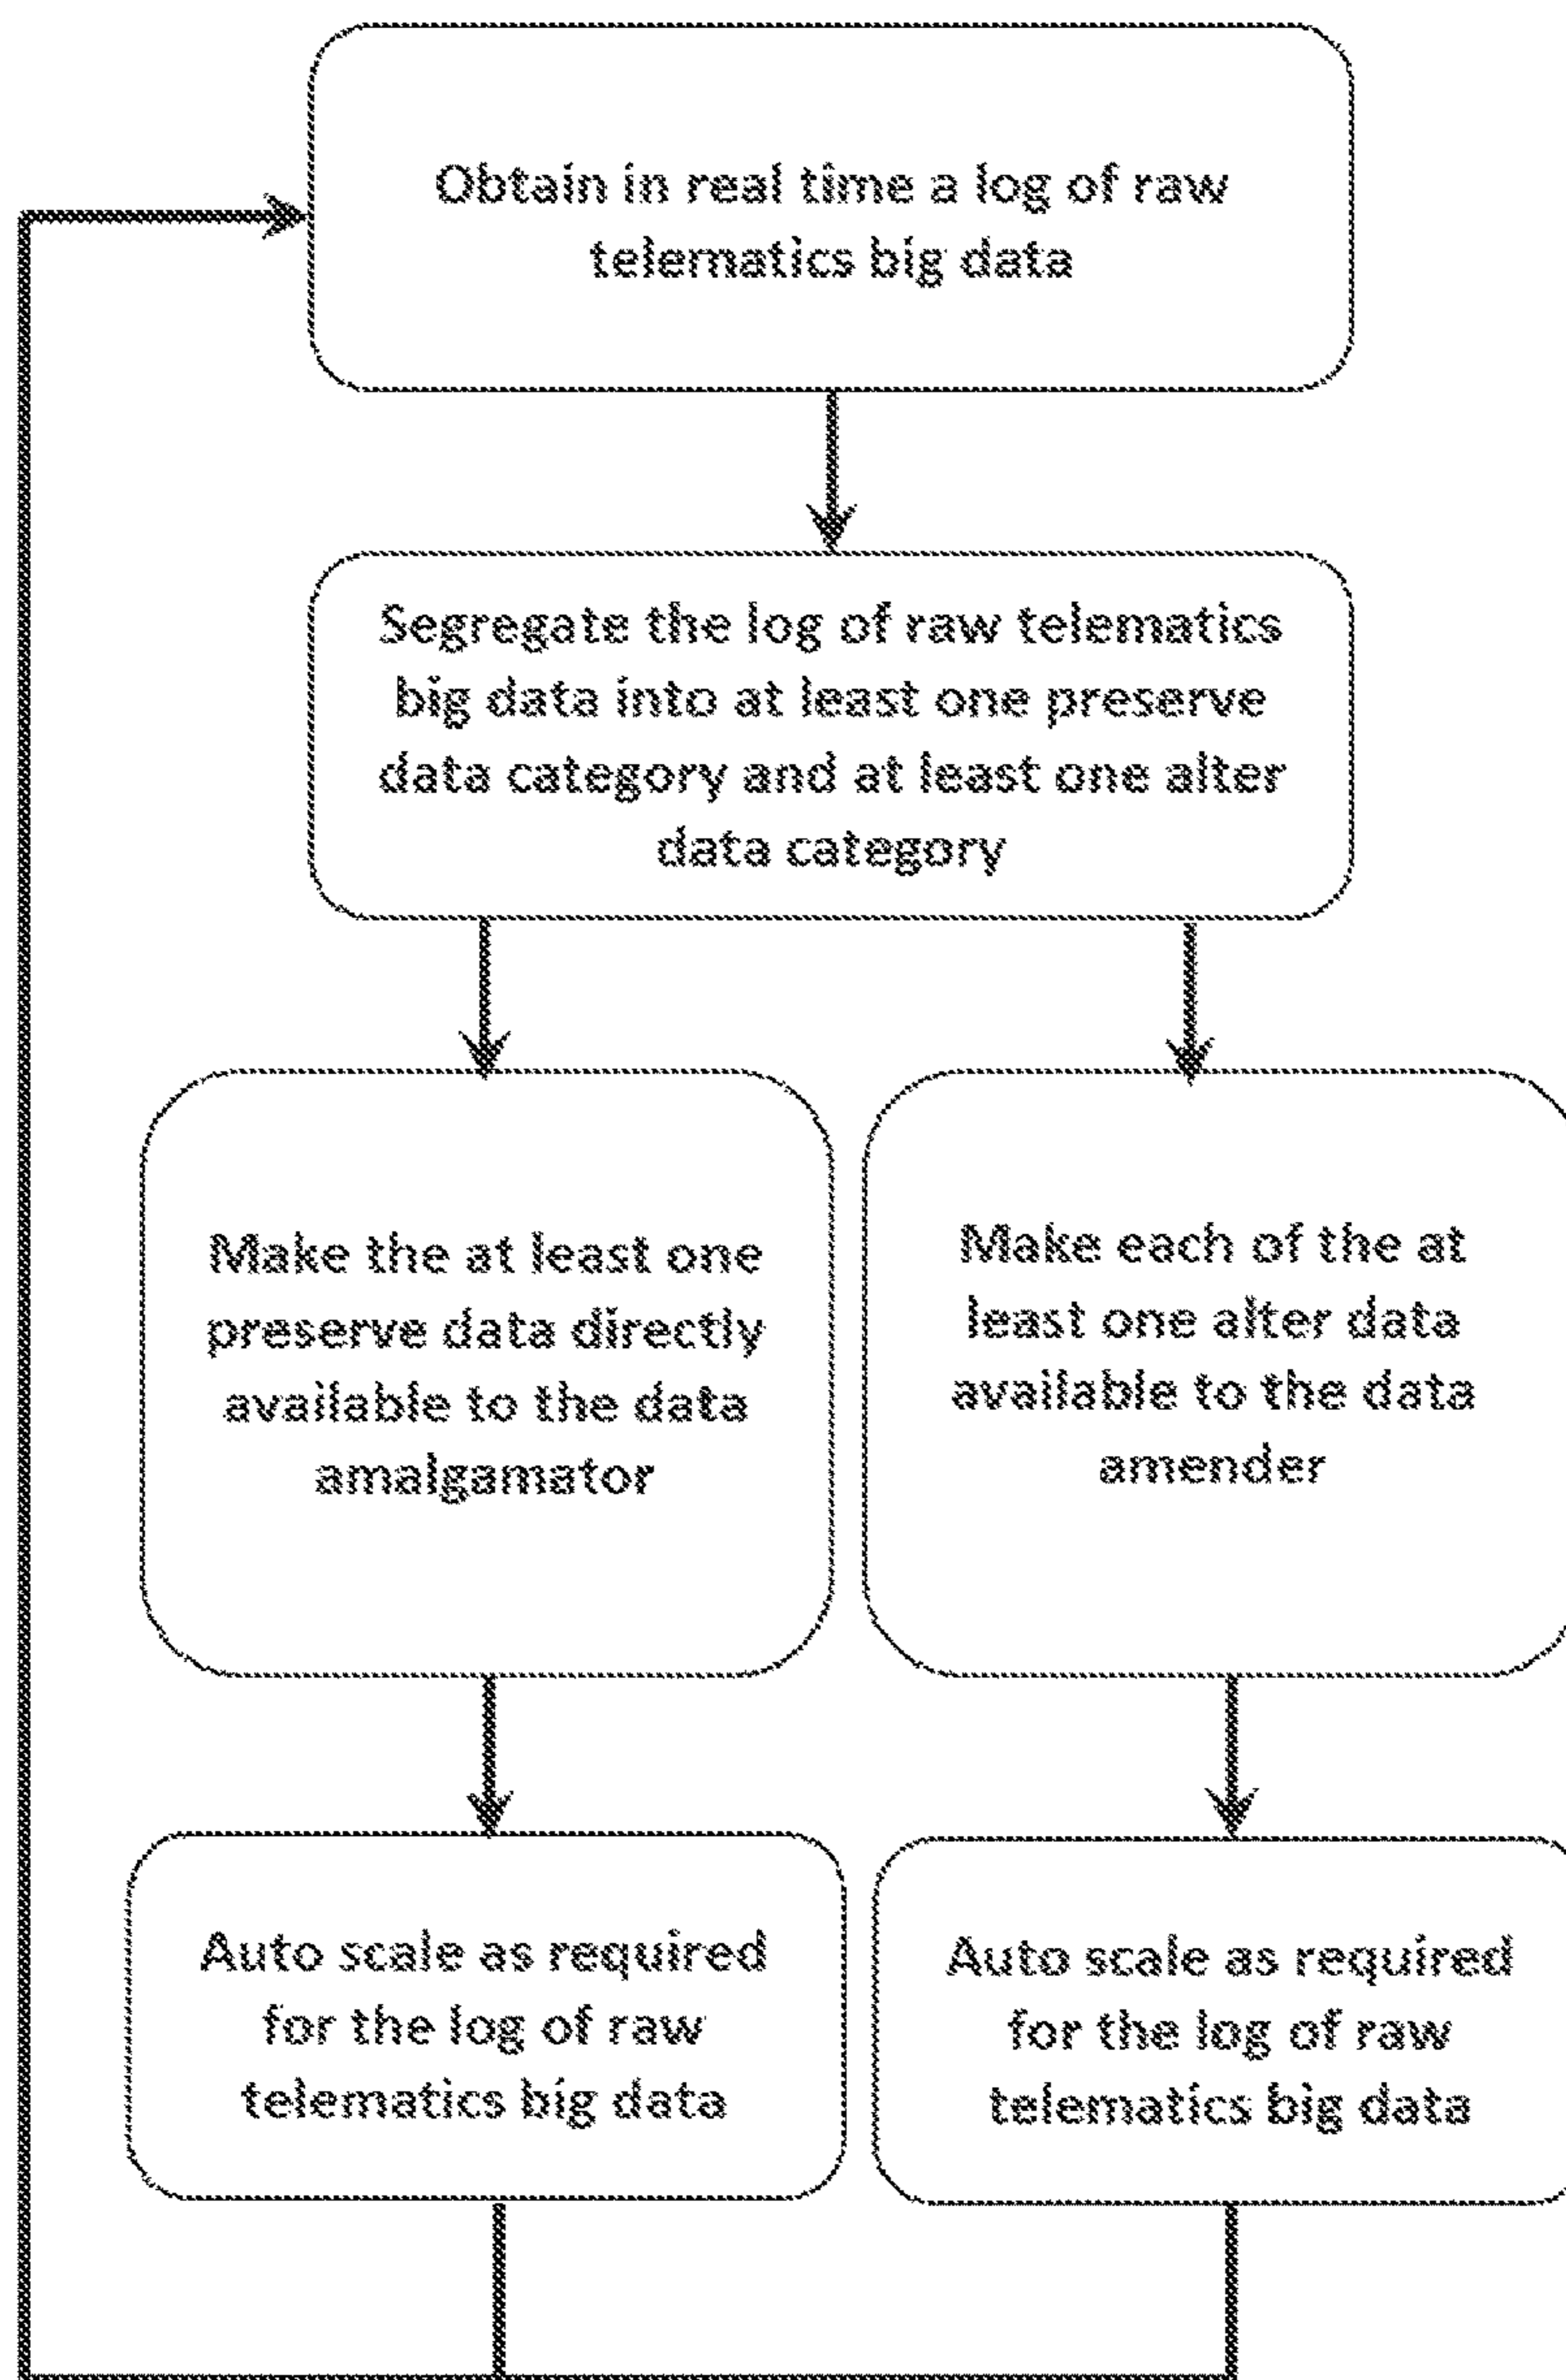 Obtain in real time a log of raw
telematics big data
Segregate the log of raw telematics
big data into at least one preserve
data category and at least one alter
data category
Make the at least one
preserve data directly
available to the data
amalgamator
Make each of the at
least one alter data
available to the data
amender
Auto scale as required
for the log of raw
telematics big data
Auto scale as required
for the log of raw
telematics big data